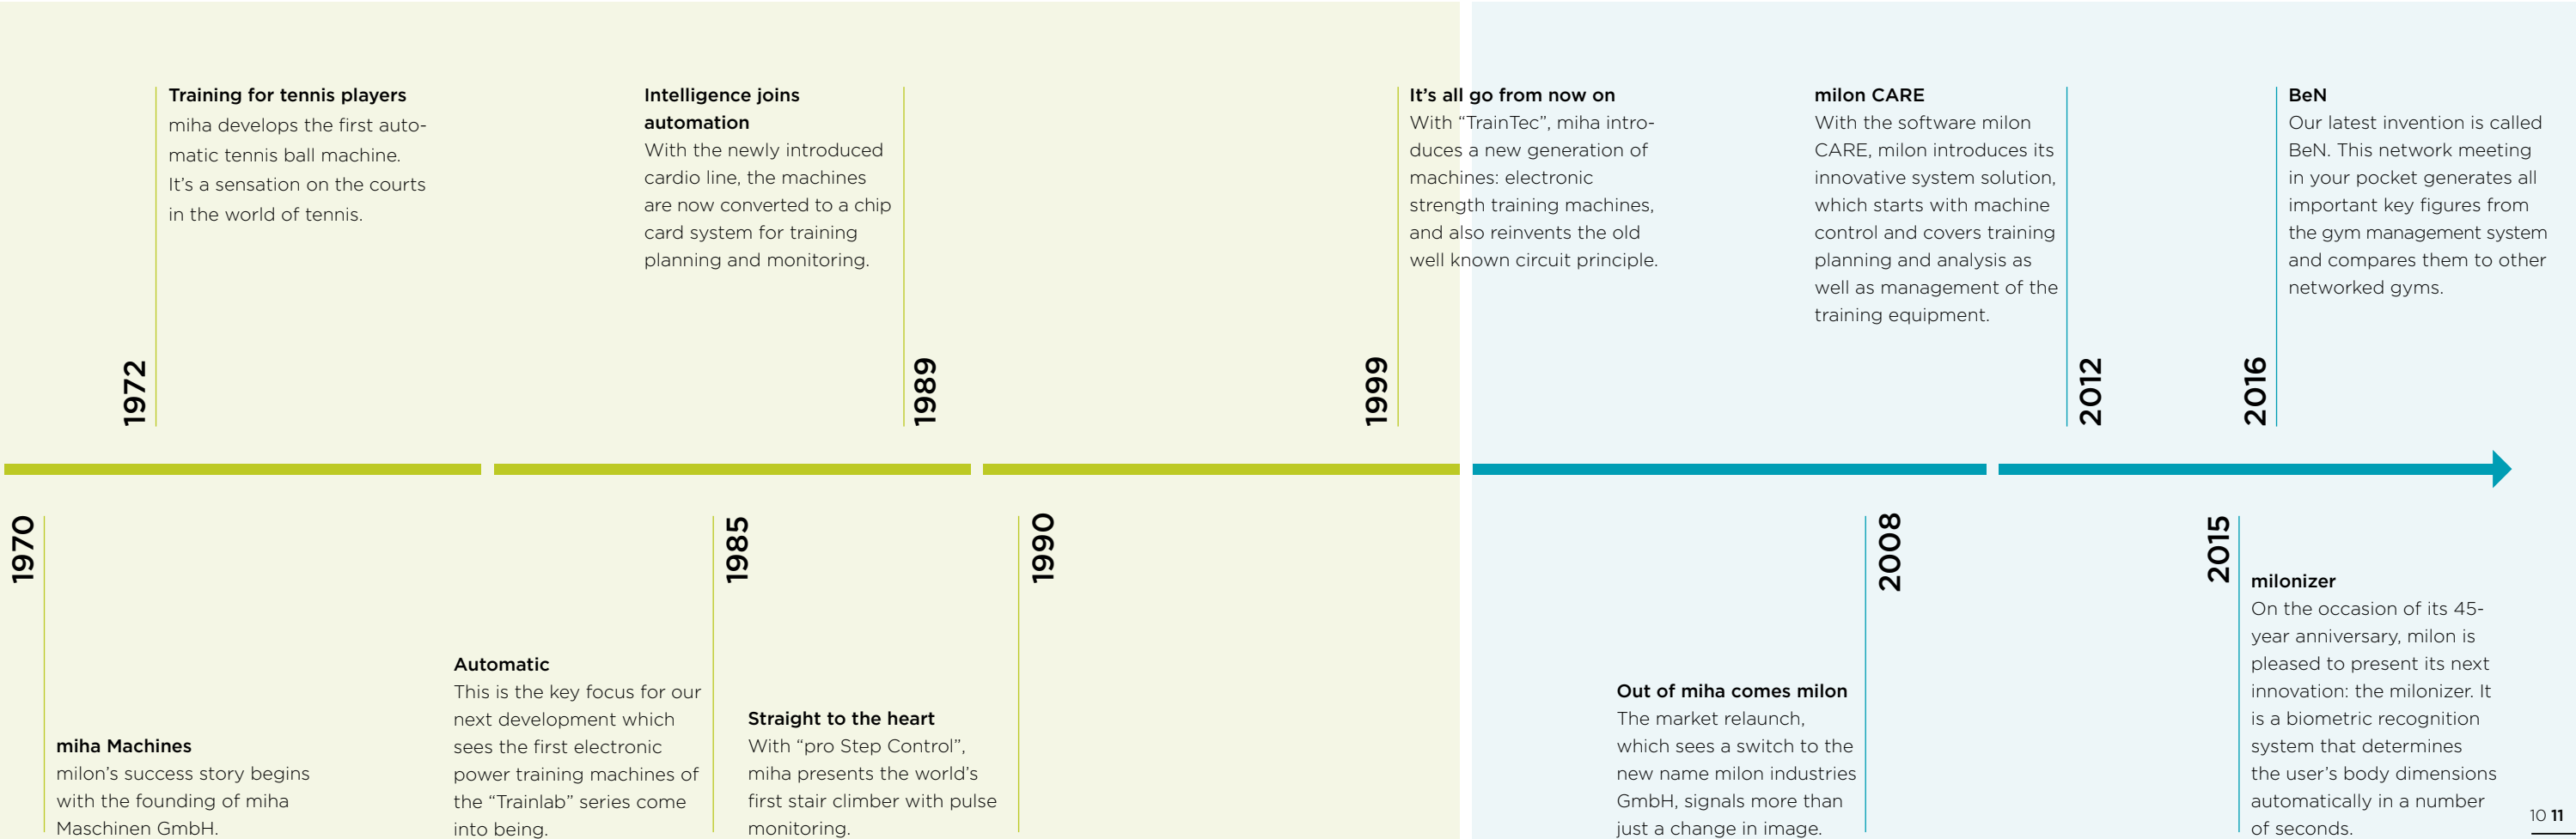 Training for tennis players
miha develops the first auto-
matic tennis ball machine.
It’s a sensation on the courts
in the world of tennis.
1972
Intelligence joins
automation
With the newly introduced
cardio line, the machines
are now converted to a chip
card system for training
planning and monitoring.
1989
It’s all go from now on
With “TrainTec”, miha intro-
duces a new generation of
machines: electronic
strength training machines,
and also reinvents the old
well known circuit principle.
1999
milon CARE
With the software milon
CARE, milon introduces its
innovative system solution,
which starts with machine
control and covers training
planning and analysis as
well as management of the
training equipment.
2012
BeN
Our latest invention is called
BeN. This network meeting
in your pocket generates all
important key figures from
the gym management system
and compares them to other
networked gyms.
2016
1970
miha Machines
milon’s success story begins
with the founding of miha
Maschinen GmbH.
1985
Automatic
This is the key focus for our
next development which
sees the first electronic
power training machines of
the “Trainlab” series come
into being.
1990
Straight to the heart
With “pro Step Control”,
miha presents the world’s
first stair climber with pulse
monitoring.
2008
Out of miha comes milon
The market relaunch,
which sees a switch to the
new name milon industries
GmbH, signals more than
just a change in image.
2015
milonizer
On the occasion of its 45-
year anniversary, milon is
pleased to present its next
innovation: the milonizer. It
is a biometric recognition
system that determines
the user’s body dimensions
automatically in a number
of seconds.
10 11